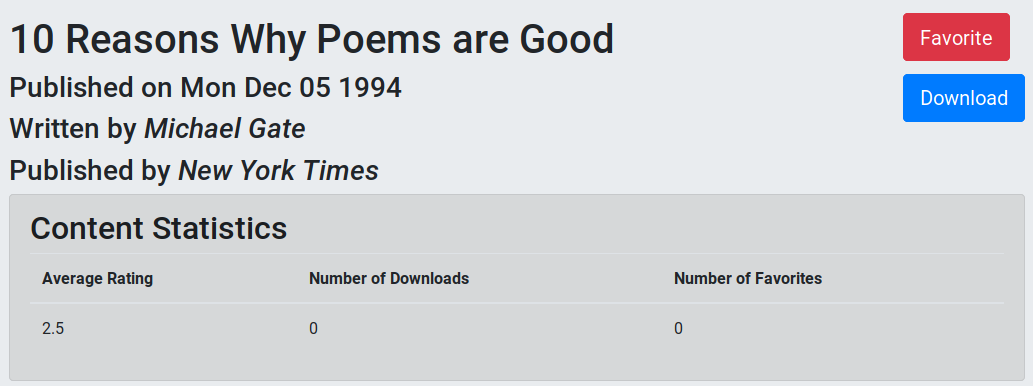 10 Reasons Why Poems are Good
Favorite
Published on Mon Dec 05 1994
Download
Written by Michael Gate
Published by New York Times
Content Statistics
Average Rating Number of Downloads Number of Favorites
2.5 0 0